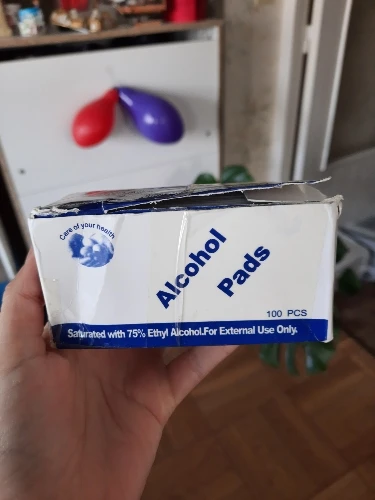 Care of your health
Alcohol
Pads
100 PCS
Saturated with 75% Ethyl Alcohol.For External Use Only.